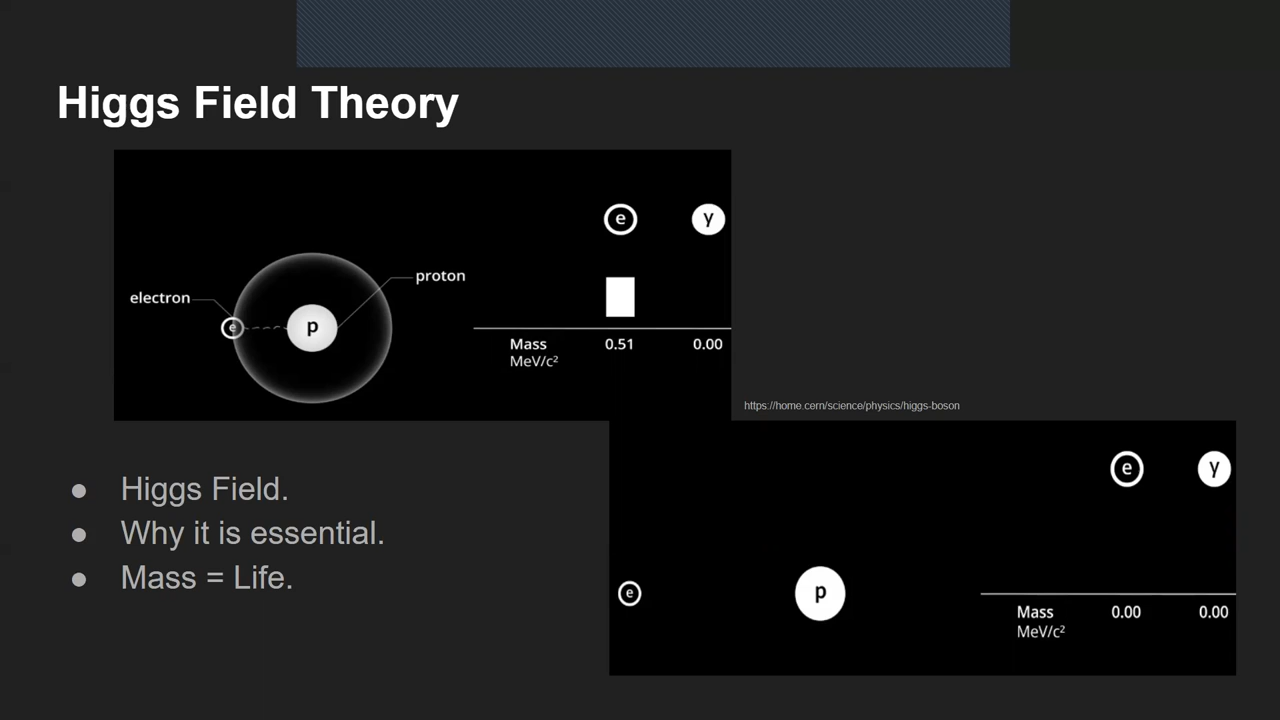 Higgs Field Theory
e γ
electron
proton
e
p
Mass 0.51 0.00
MeV/c²
https://home.cern/science/physics/higgs-boson
● Higgs Field.
● Why it is essential.
● Mass = Life.
e γ
e
p
Mass 0.00 0.00
MeV/c²